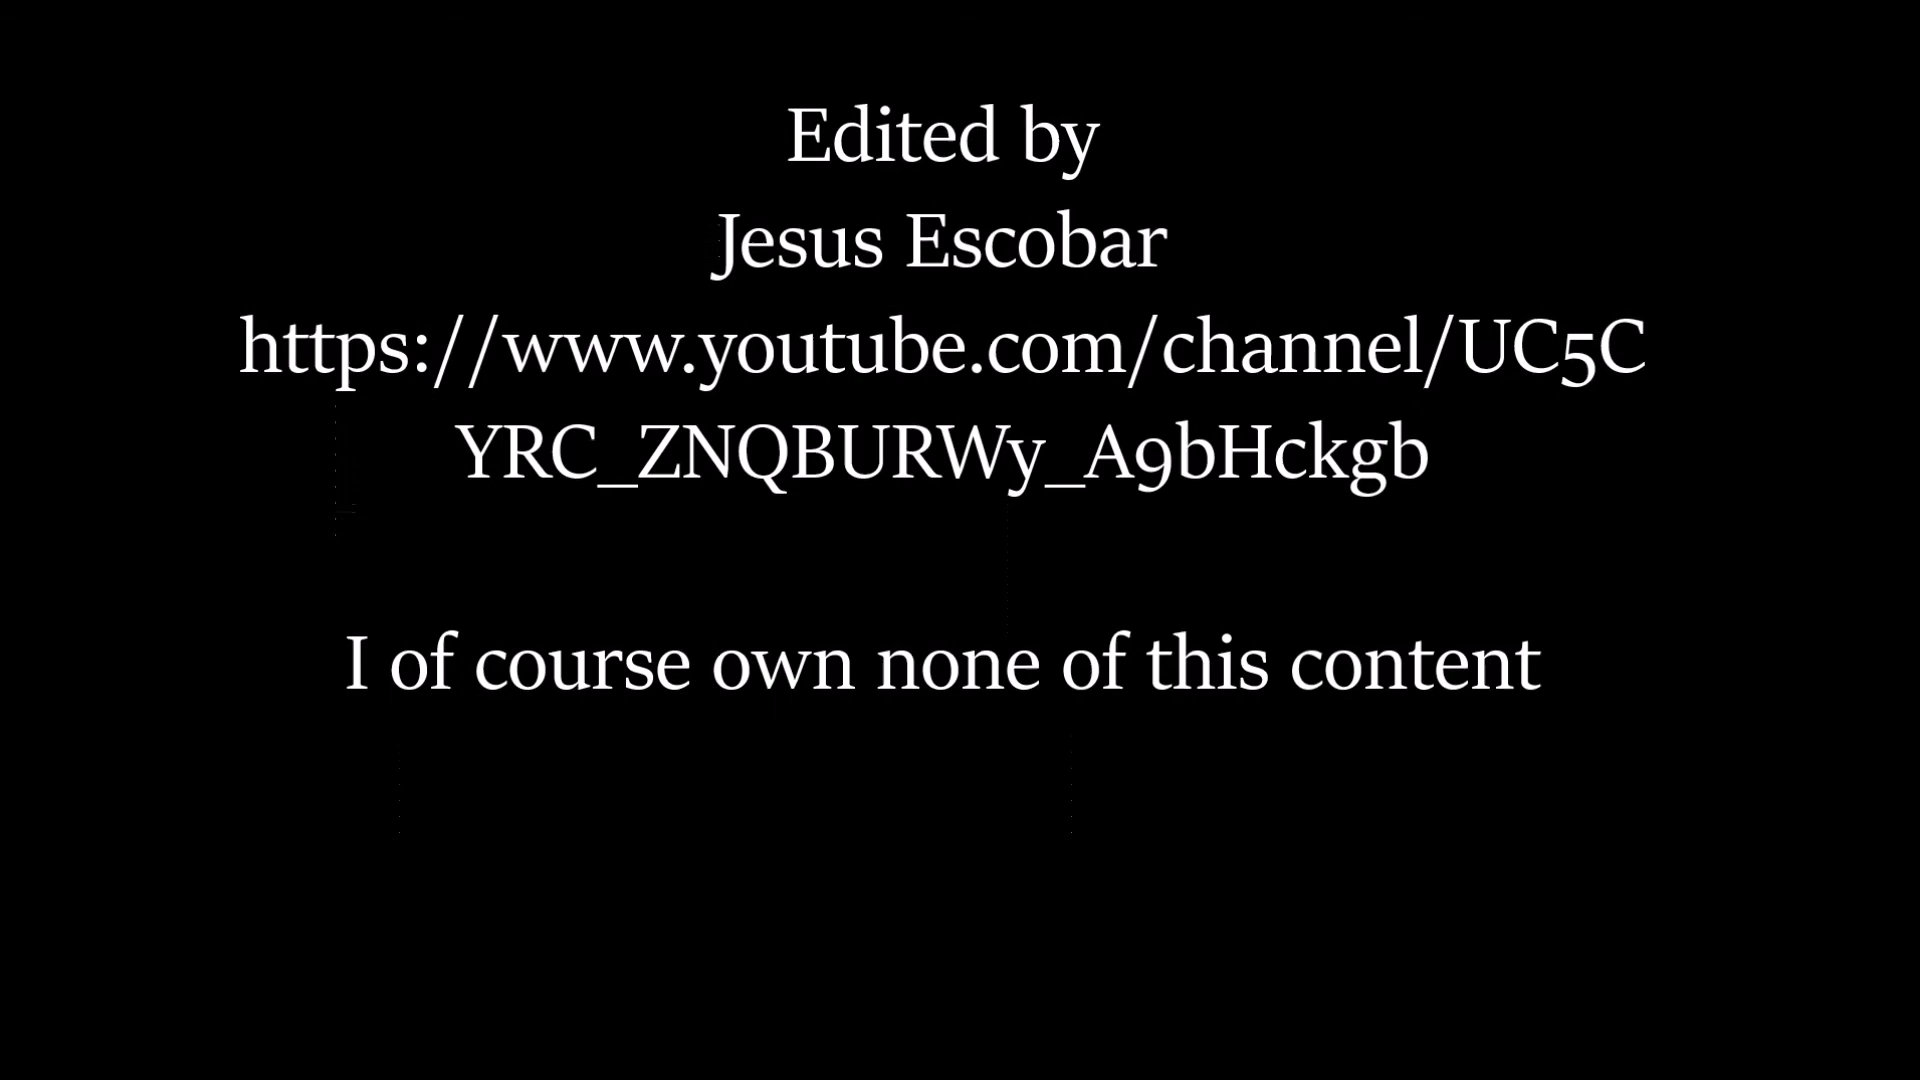 Edited by
Jesus Escobar
https://www.youtube.com/channel/UC5C
YRC_ZNQBURWy_A9bHckgb
I of course own none of this content